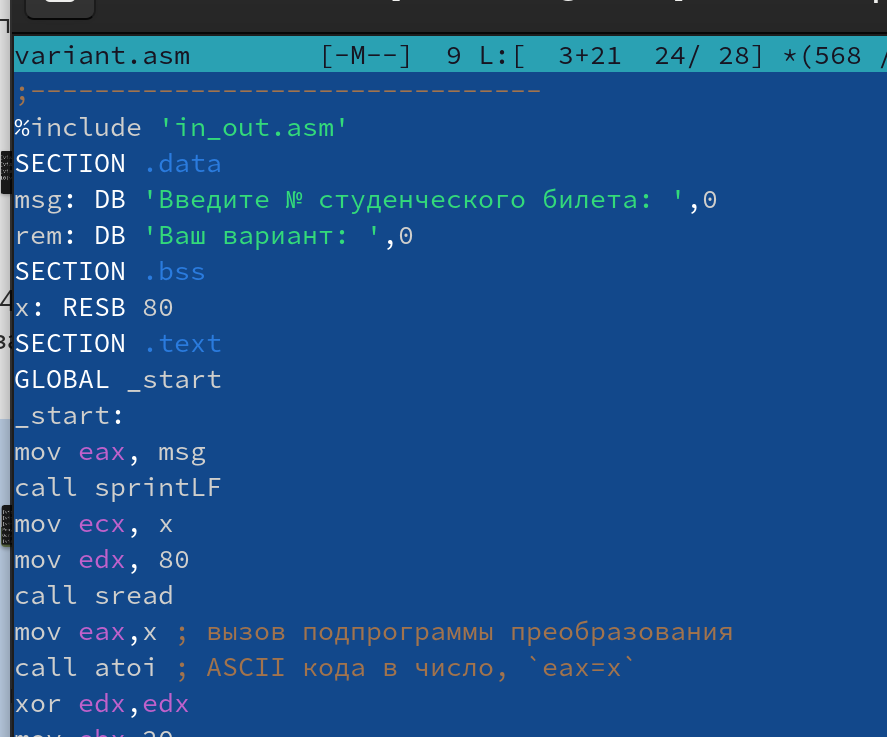 variant.asm [-M--] 9 L:[ 3+21 24/ 28] *(568 /
;--------------------------------
%include 'in_out.asm'
SECTION .data
msg: DB 'Введите № студенческого билета: ',0
rem: DB 'Ваш вариант: ',0
SECTION .bss
x: RESB 80
SECTION .text
GLOBAL _start
_start:
mov eax, msg
call sprintLF
mov ecx, x
mov edx, 80
call sread
mov eax,x ; вызов подпрограммы преобразования
call atoi ; ASCII кода в число, `eax=x`
xor edx,edx